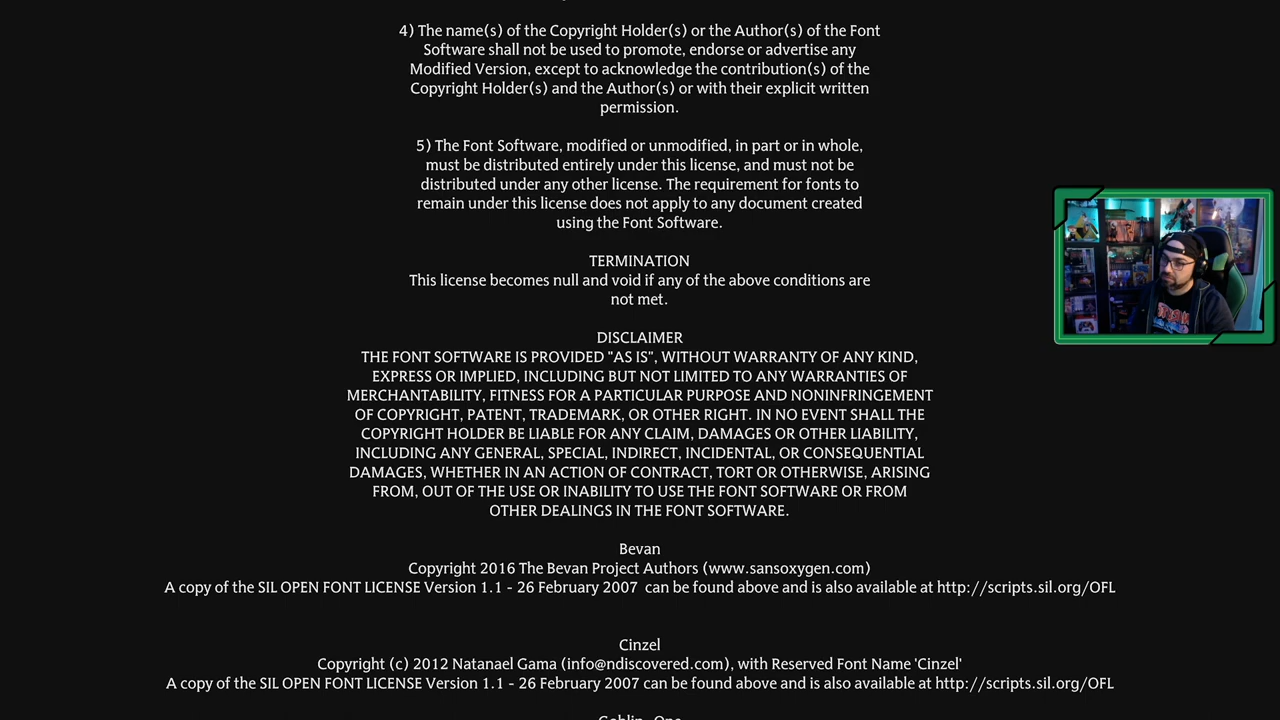 4) The name(s) of the Copyright Holder(s) or the Author(s) of the Font
Software shall not be used to promote, endorse or advertise any
Modified Version, except to acknowledge the contribution(s) of the
Copyright Holder(s) and the Author(s) or with their explicit written
permission.
5) The Font Software, modified or unmodified, in part or in whole,
must be distributed entirely under this license, and must not be
distributed under any other license. The requirement for fonts to
remain under this license does not apply to any document created
using the Font Software.
TERMINATION
This license becomes null and void if any of the above conditions are
not met.
DISCLAIMER
THE FONT SOFTWARE IS PROVIDED "AS IS", WITHOUT WARRANTY OF ANY KIND,
EXPRESS OR IMPLIED, INCLUDING BUT NOT LIMITED TO ANY WARRANTIES OF
MERCHANTABILITY, FITNESS FOR A PARTICULAR PURPOSE AND NONINFRINGEMENT
OF COPYRIGHT, PATENT, TRADEMARK, OR OTHER RIGHT. IN NO EVENT SHALL THE
COPYRIGHT HOLDER BE LIABLE FOR ANY CLAIM, DAMAGES OR OTHER LIABILITY,
INCLUDING ANY GENERAL, SPECIAL, INDIRECT, INCIDENTAL, OR CONSEQUENTIAL
DAMAGES, WHETHER IN AN ACTION OF CONTRACT, TORT OR OTHERWISE, ARISING
FROM, OUT OF THE USE OR INABILITY TO USE THE FONT SOFTWARE OR FROM
OTHER DEALINGS IN THE FONT SOFTWARE.
Bevan
Copyright 2016 The Bevan Project Authors (www.sansoxygen.com)
A copy of the SIL OPEN FONT LICENSE Version 1.1 - 26 February 2007  can be found above and is also available at http://scripts.sil.org/OFL
Cinzel
Copyright (c) 2012 Natanael Gama (info@ndiscovered.com), with Reserved Font Name 'Cinzel'
A copy of the SIL OPEN FONT LICENSE Version 1.1 - 26 February 2007 can be found above and is also available at http://scripts.sil.org/OFL